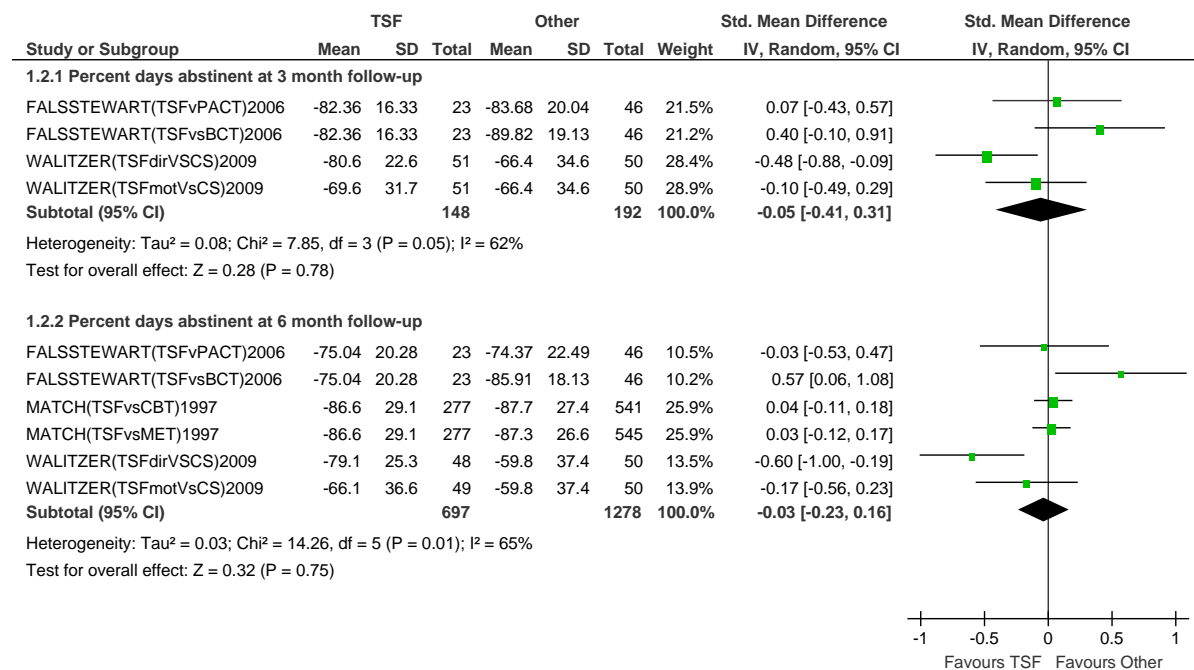 TSF Other Std. Mean Difference Std. Mean Difference
Study or Subgroup Mean SD Total Mean SD Total Weight IV, Random, 95% CI IV, Random, 95% CI
1.2.1 Percent days abstinent at 3 month follow-up
FALSSTEWART(TSFvPACT)2006 -82.36 16.33 23 -83.68 20.04 46 21.5% 0.07 [-0.43, 0.57]
FALSSTEWART(TSFvsBCT)2006 -82.36 16.33 23 -89.82 19.13 46 21.2% 0.40 [-0.10, 0.91]
WALITZER(TSFdirVSCS)2009 -80.6 22.6 51 -66.4 34.6 50 28.4% -0.48 [-0.88, -0.09]
WALITZER(TSFmotVsCS)2009 -69.6 31.7 51 -66.4 34.6 50 28.9% -0.10 [-0.49, 0.29]
Subtotal (95% CI) 148 192 100.0% -0.05 [-0.41, 0.31]
Heterogeneity: Tau² = 0.08; Chi² = 7.85, df = 3 (P = 0.05); I² = 62%
Test for overall effect: Z = 0.28 (P = 0.78)
1.2.2 Percent days abstinent at 6 month follow-up
FALSSTEWART(TSFvPACT)2006 -75.04 20.28 23 -74.37 22.49 46 10.5% -0.03 [-0.53, 0.47]
FALSSTEWART(TSFvsBCT)2006 -75.04 20.28 23 -85.91 18.13 46 10.2% 0.57 [0.06, 1.08]
MATCH(TSFvsCBT)1997 -86.6 29.1 277 -87.7 27.4 541 25.9% 0.04 [-0.11, 0.18]
MATCH(TSFvsMET)1997 -86.6 29.1 277 -87.3 26.6 545 25.9% 0.03 [-0.12, 0.17]
WALITZER(TSFdirVSCS)2009 -79.1 25.3 48 -59.8 37.4 50 13.5% -0.60 [-1.00, -0.19]
WALITZER(TSFmotVsCS)2009 -66.1 36.6 49 -59.8 37.4 50 13.9% -0.17 [-0.56, 0.23]
Subtotal (95% CI) 697 1278 100.0% -0.03 [-0.23, 0.16]
Heterogeneity: Tau² = 0.03; Chi² = 14.26, df = 5 (P = 0.01); I² = 65%
Test for overall effect: Z = 0.32 (P = 0.75)
-1 -0.5 0 0.5 1
Favours TSF Favours Other